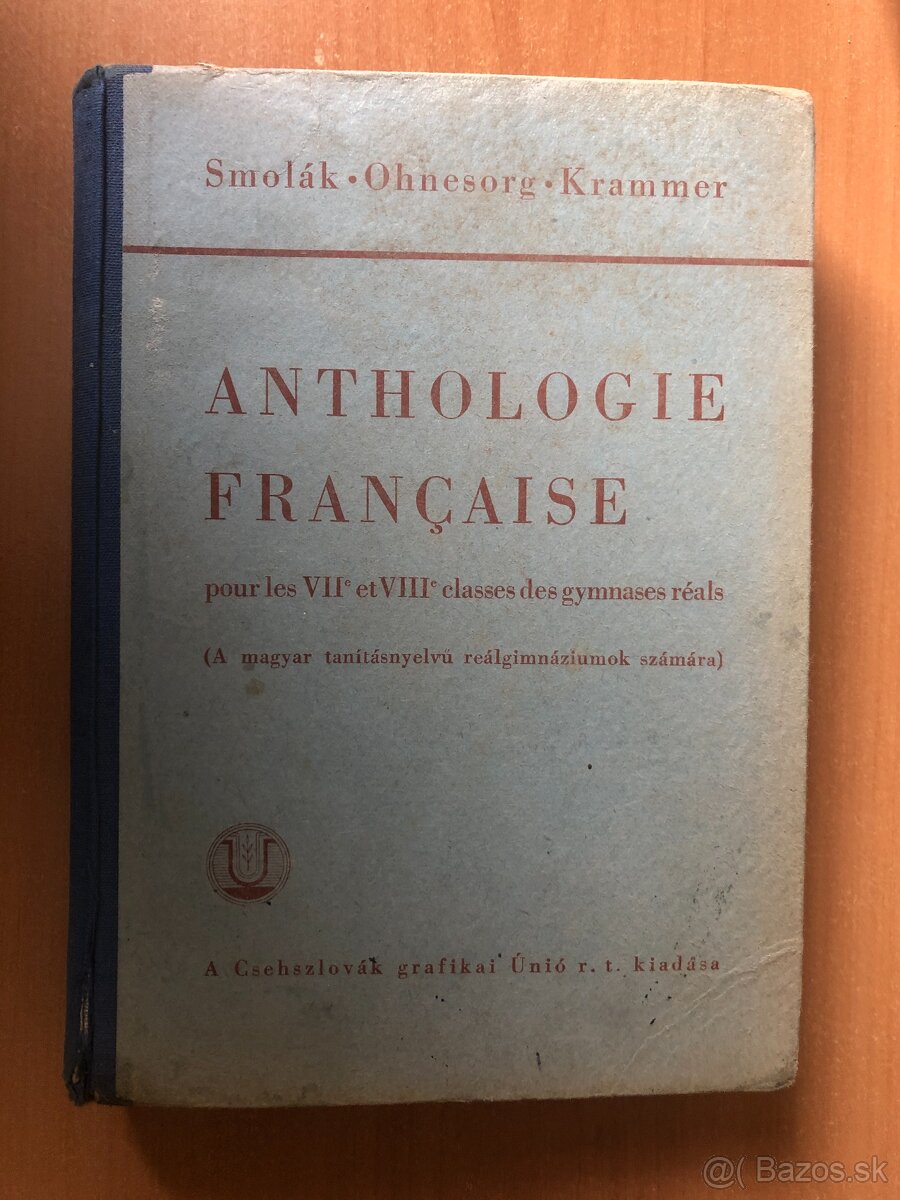 Smolák • Ohnesorg • Krammer
ANTHOLOGIE
FRANÇAISE
pour les VIIᵉ et VIIIᵉ classes des gymnases réals
(A magyar tanításnyelvű reálgimnáziumok számára)
U
A Csehszlovák grafikai Únió r. t. kiadása
@( Bazos.sk